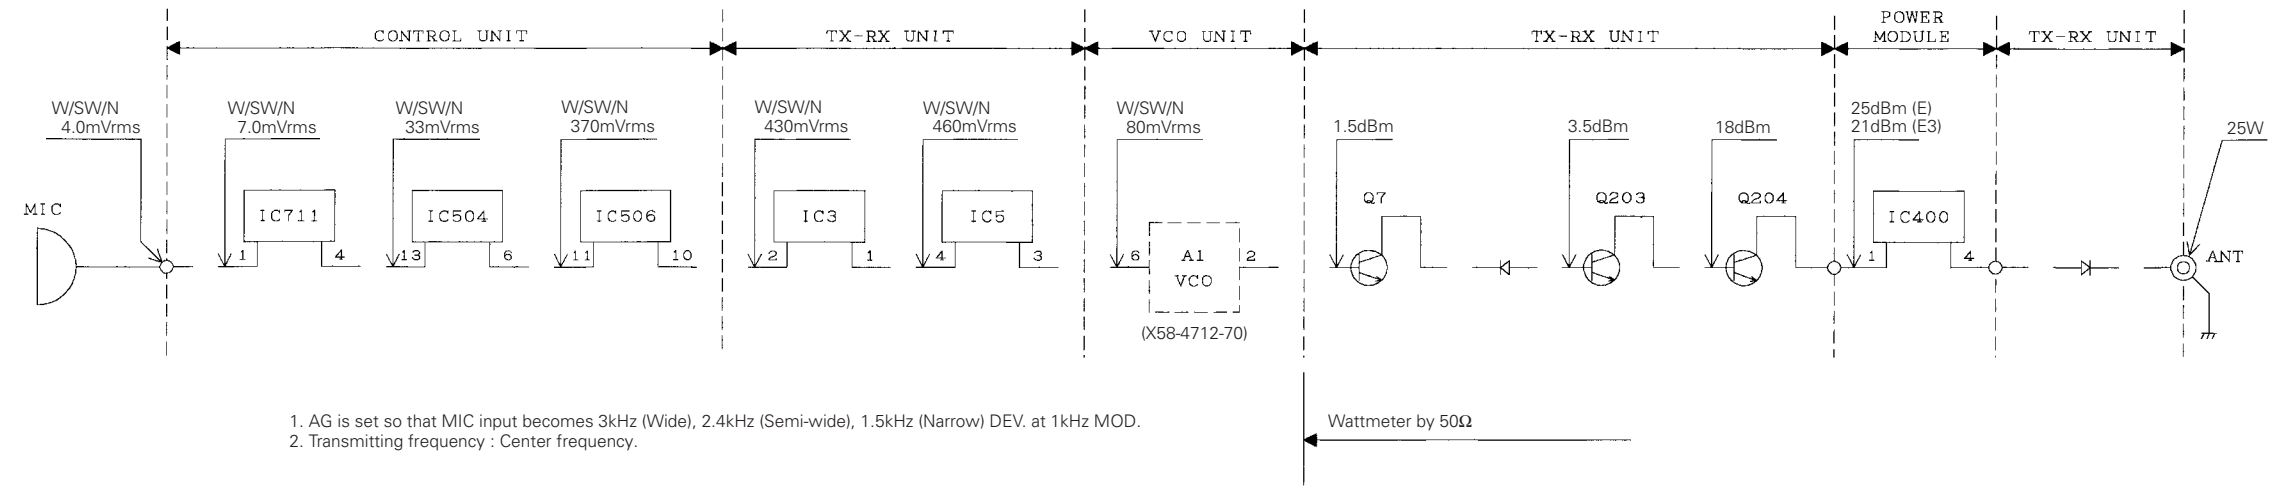 CONTROL UNIT
TX-RX UNIT
VCO UNIT
TX-RX UNIT
POWER
MODULE
TX-RX UNIT
W/SW/N
4.0mVrms
W/SW/N
7.0mVrms
W/SW/N
33mVrms
W/SW/N
370mVrms
W/SW/N
430mVrms
W/SW/N
460mVrms
W/SW/N
80mVrms
1.5dBm
3.5dBm
18dBm
25dBm (E)
21dBm (E3)
25W
MIC
IC711
1
4
IC504
13
6
IC506
11
10
IC3
2
1
IC5
4
3
6
A1
VCO
2
(X58-4712-70)
Q7
Q203
Q204
IC400
1
4
ANT
1. AG is set so that MIC input becomes 3kHz (Wide), 2.4kHz (Semi-wide), 1.5kHz (Narrow) DEV. at 1kHz MOD.
2. Transmitting frequency : Center frequency.
Wattmeter by 50Ω